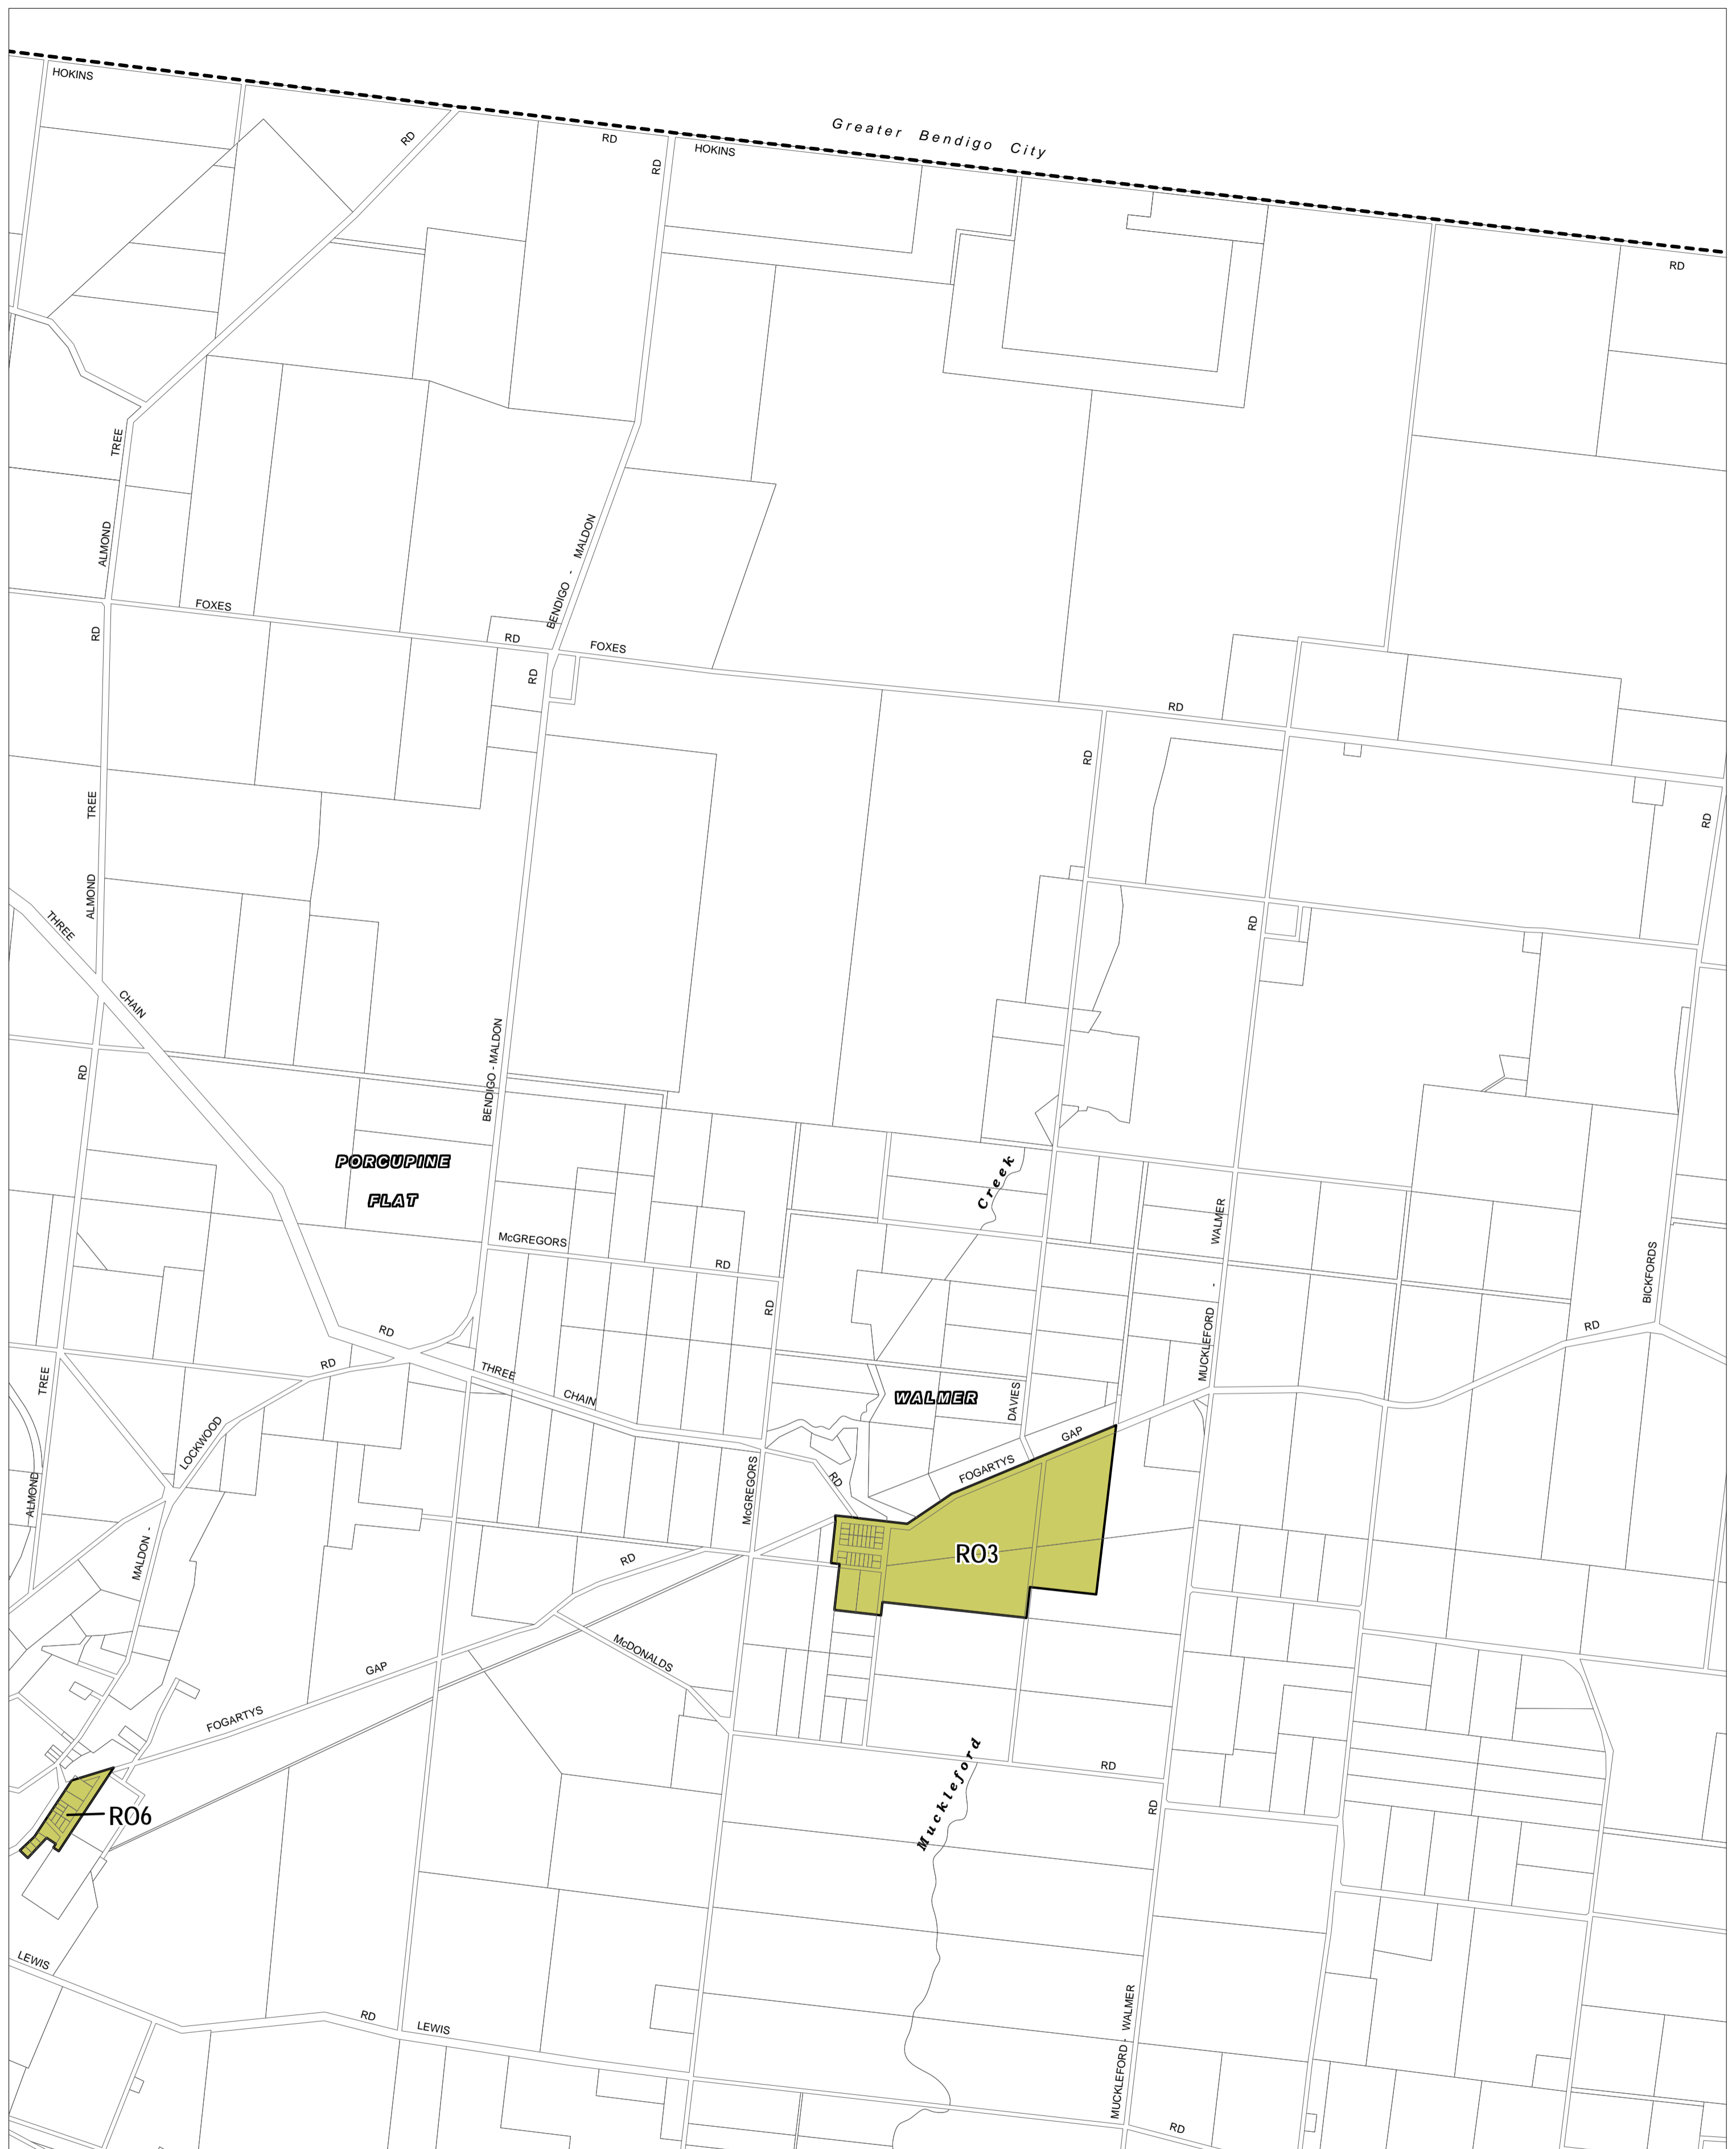 HOKINS
RD
RD
RD
HOKINS
Greater Bendigo City
RD
TREE
ALMOND
BENDIGO - MALDON
FOXES
RD
RD
FOXES
RD
RD
RD
TREE
RD
RD
ALMOND
THREE
RD
CHAIN
BENDIGO - MALDON
RD
PORCUPINE
FLAT
Creek
WALMER
McGREGORS
RD
BICKFORDS
RD
MUCKLEFORD -
RD
RD
RD
TREE
THREE
CHAIN
WALMER
DAVIES
LOCKWOOD
GAP
FOGARTYS
RD
ALMOND
McGREGORS
MALDON -
RD
RO3
McDONALDS
GAP
FOGARTYS
RD
Muckleford
RD
RO6
LEWIS
RD
LEWIS
MUCKLEFORD - WALMER
RD